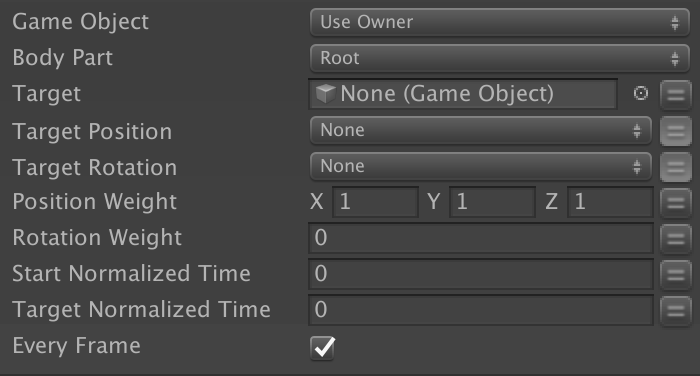 Game Object Use Owner
Body Part Root
Target None (Game Object)
Target Position None
Target Rotation None
Position Weight X 1 Y 1 Z 1
Rotation Weight 0
Start Normalized Time 0
Target Normalized Time 0
Every Frame